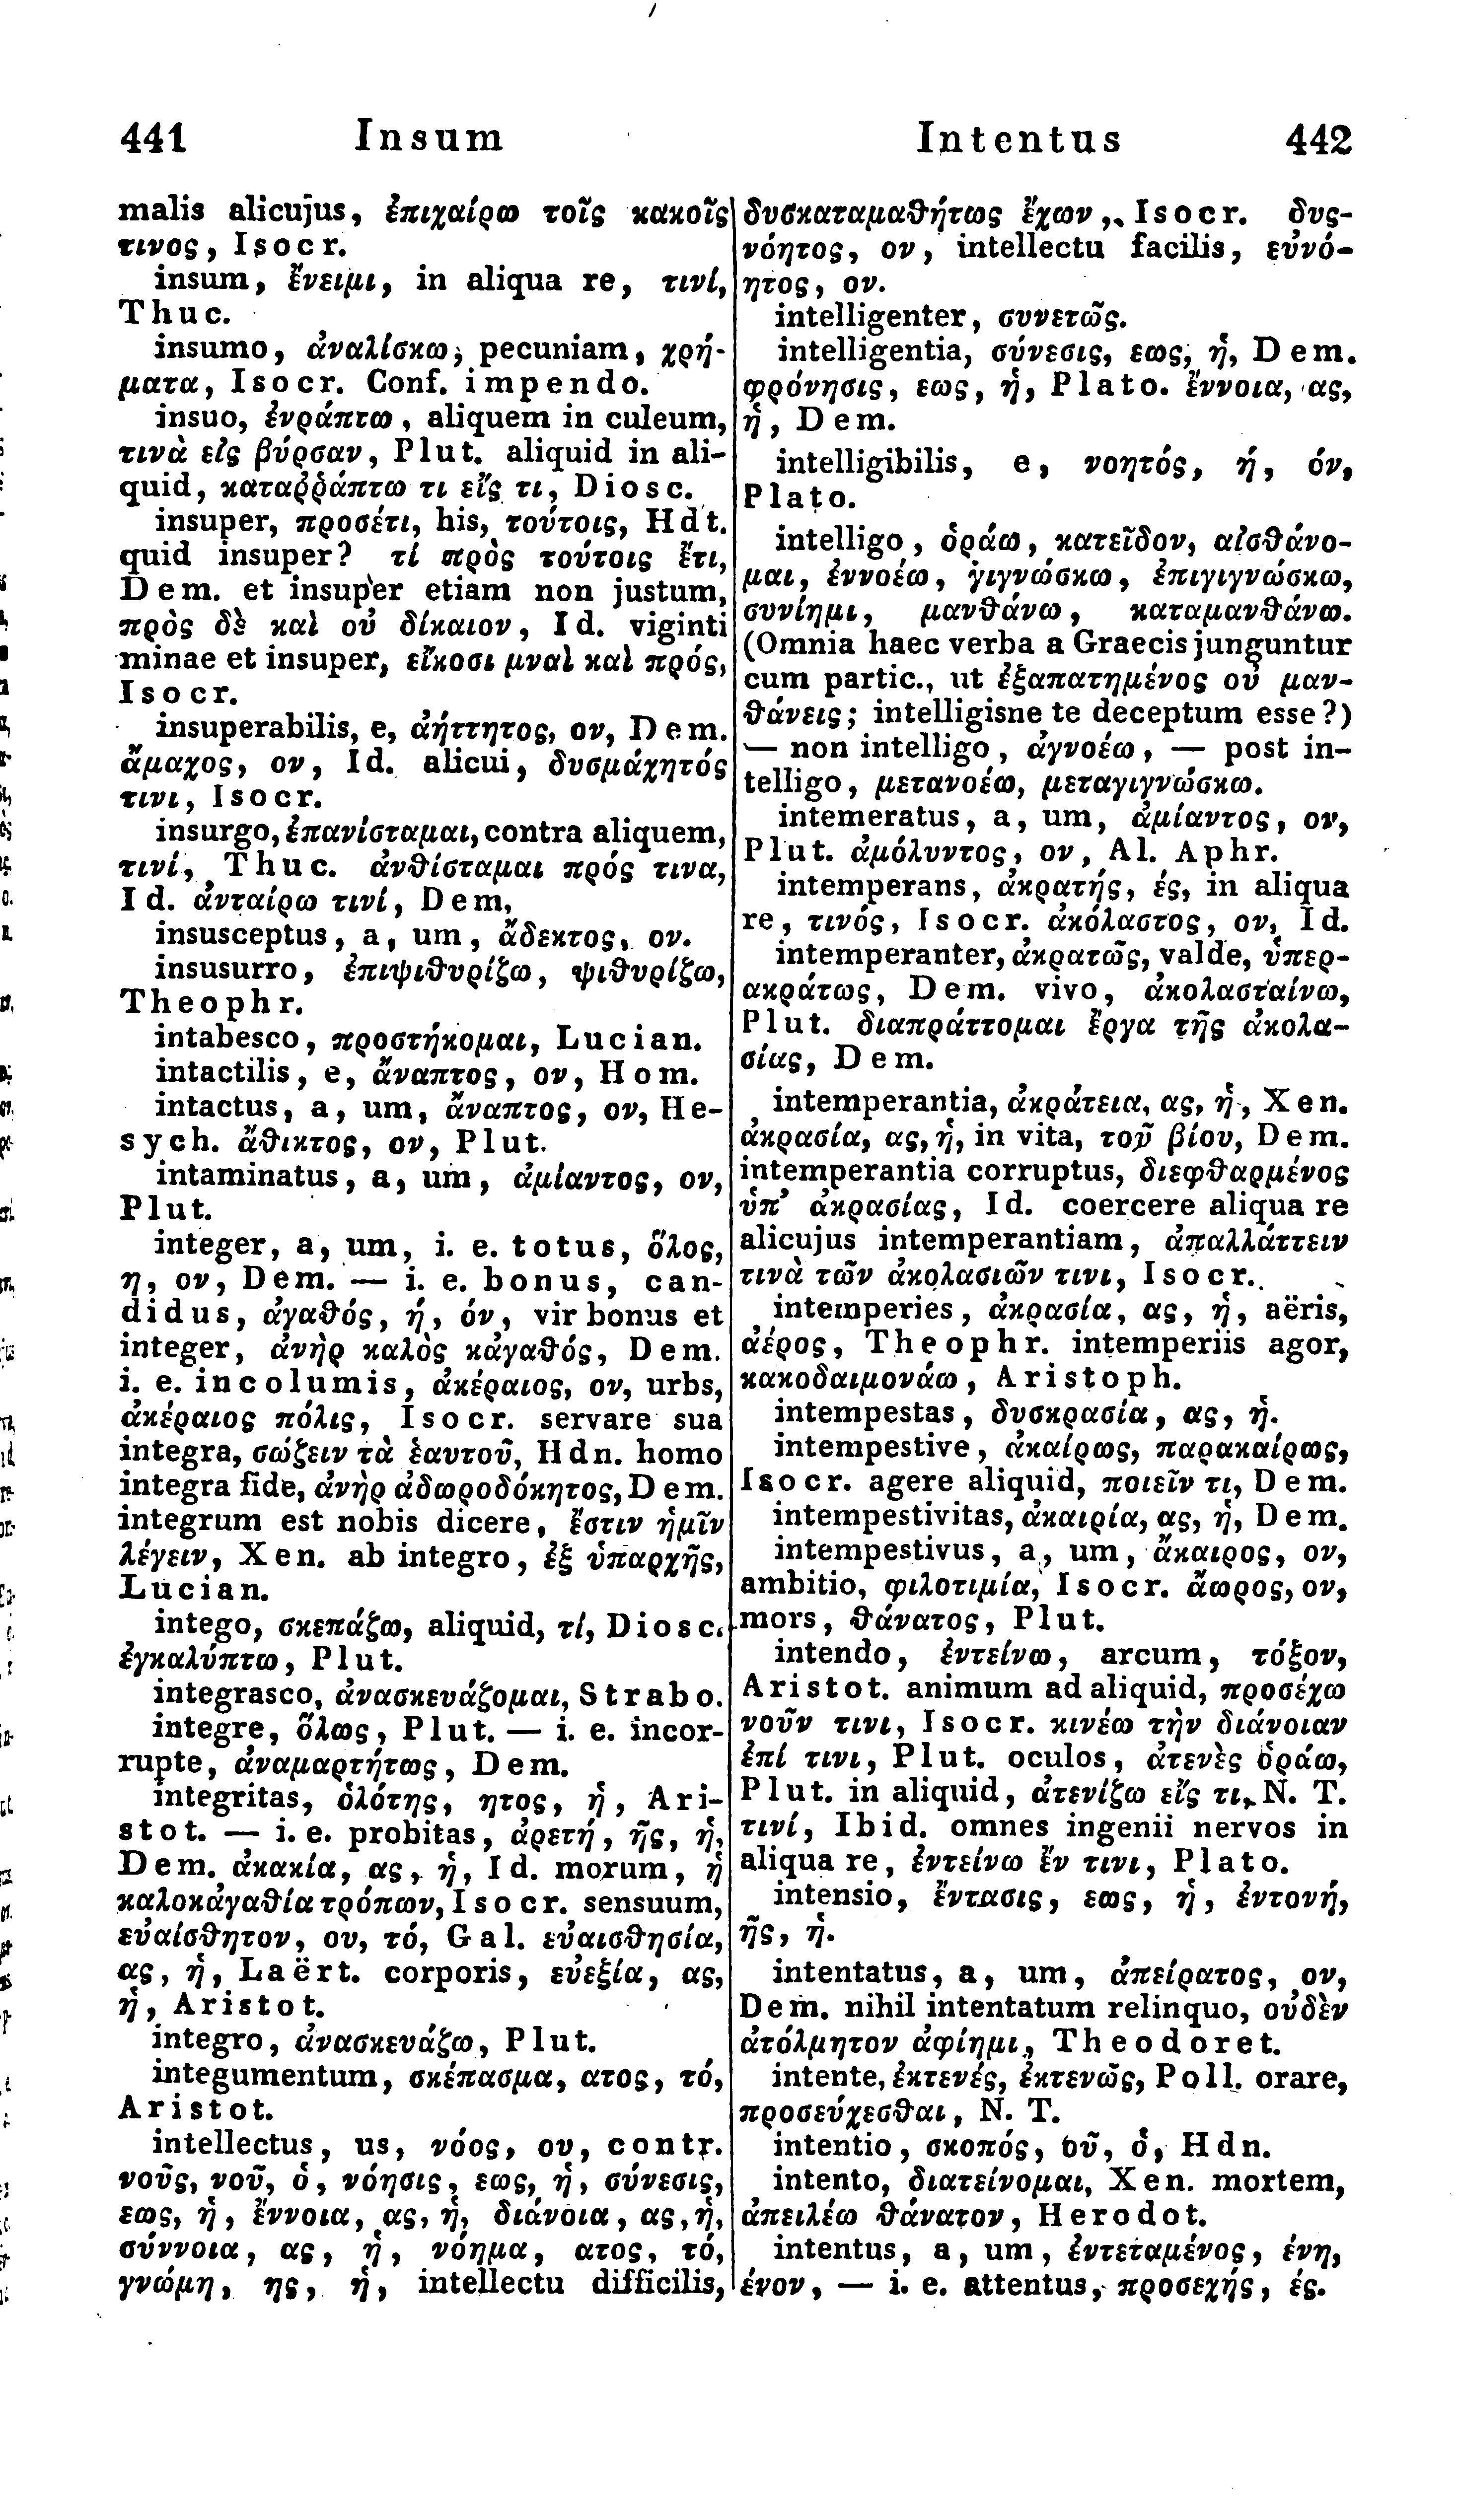 441 Insum
malis alicujus, ἐπιχαίρω τοῖς κακοῖς
τινος, Isocr.
insum, ἔνειμι, in aliqua re, τινί,
Thuc.
insumo, ἀναλίσκω, pecuniam, χρή-
ματα, Isocr. Conf. impendo.
insuo, ἐνράπτω, aliquem in culeum,
τινὰ εἰς βύρσαν, Plut. aliquid in ali-
quid, καταῤῥάπτω τι εἴς τι, Diosc.
insuper, προσέτι, his, τούτοις, Hdt.
quid insuper? τί πρὸς τούτοις ἔτι,
Dem. et insuper etiam non justum,
πρὸς δὲ καὶ οὐ δίκαιον, Id. viginti
minae et insuper, εἴκοσι μναῖ καὶ πρός,
Isocr.
insuperabilis, e, ἀήττητος, ον, Dem.
ἄμαχος, ον, Id. alicui, δυσμάχητός
τινι, Isocr.
insurgo, ἐπανίσταμαι, contra aliquem,
τινί, Thuc. ἀνθίσταμαι πρός τινα,
Id. ἀνταίρω τινί, Dem,
insusceptus, a, um, ἄδεκτος, ον.
insusurro, ἐπιψιθυρίζω, ψιθυρίζω,
Theophr.
intabesco, προστήκομαι, Lucian.
intactilis, e, ἄναπτος, ον, Hom.
intactus, a, um, ἄναπτος, ον, He-
sych. ἄθικτος, ον, Plut.
intaminatus, a, um, ἀμίαντος, ον,
Plut.
integer, a, um, i. e. totus, ὅλος,
η, ον, Dem. — i. e. bonus, can-
didus, ἀγαθός, ή, όν, vir bonus et
integer, ἀνὴρ καλὸς κἀγαθός, Dem.
i. e. incolumis, ἀκέραιος, ον, urbs,
ἀκέραιος πόλις, Isocr. servare sua
integra, σώζειν τὰ ἑαυτοῦ, Hdn. homo
integra fide, ἀνὴρ ἀδωροδόκητος, Dem.
integrum est nobis dicere, ἔστιν ἡμῖν
λέγειν, Xen. ab integro, ἐξ ὑπαρχῆς,
Lucian.
intego, σκεπάζω, aliquid, τί, Diosc.
ἐγκαλύπτω, Plut.
integrasco, ἀνασκευάζομαι, Strabo.
integre, ὅλως, Plut. — i. e. incor-
rupte, ἀναμαρτήτως, Dem.
integritas, ὁλότης, ητος, ἡ, Ari-
stot. — i. e. probitas, ἀρετή, ῆς, ἡ,
Dem. ἀκακία, ας, ἡ, Id. morum, ἡ
καλοκἀγαθία τρόπων, Isocr. sensuum,
εὐαίσθητον, ου, τό, Gal. εὐαισθησία,
ας, ἡ, Laërt. corporis, εὐεξία, ας,
ἡ, Aristot.
integro, ἀνασκευάζω, Plut.
integumentum, σκέπασμα, ατος, τό,
Aristot.
intellectus, us, νόος, ου, contr.
νοῦς, νοῦ, ὁ, νόησις, εως, ἡ, σύνεσις,
εως, ἡ, ἔννοια, ας, ἡ, διάνοια, ας, ἡ,
σύννοια, ας, ἡ, νόημα, ατος, τό,
γνώμη, ης, ἡ, intellectu difficilis,
Intentus 442
δυσκαταμαθήτως ἔχων, Isocr. δυς-
νόητος, ον, intellectu facilis, εὐνό-
ητος, ον.
intelligenter, συνετῶς.
intelligentia, σύνεσις, εως, ἡ, Dem.
φρόνησις, εως, ἡ, Plato. ἔννοια, ας,
ἡ, Dem.
intelligibilis, e, νοητός, ή, όν,
Plato.
intelligo, ὁράω, κατεῖδον, αἰσθάνο-
μαι, ἐννοέω, γιγνώσκω, ἐπιγιγνώσκω,
συνίημι, μανθάνω, καταμανθάνω.
(Omnia haec verba a Graecis junguntur
cum partic., ut ἐξαπατημένος οὐ μαν-
θάνεις; intelligisne te deceptum esse?)
— non intelligo, ἀγνοέω, — post in-
telligo, μετανοέω, μεταγιγνώσκω.
intemeratus, a, um, ἀμίαντος, ον,
Plut. ἀμόλυντος, ον, Al. Aphr.
intemperans, ἀκρατής, ές, in aliqua
re, τινός, Isocr. ἀκόλαστος, ον, Id.
intemperanter, ἀκρατῶς, valde, ὑπερ-
ακράτως, Dem. vivo, ἀκολασταίνω,
Plut. διαπράττομαι ἔργα τῆς ἀκολα-
σίας, Dem.
intemperantia, ἀκράτεια, ας, ἡ, Xen.
ἀκρασία, ας, ἡ, in vita, τοῦ βίου, Dem.
intemperantia corruptus, διεφθαρμένος
ὑπ' ἀκρασίας, Id. coercere aliqua re
alicujus intemperantiam, ἀπαλλάττειν
τινὰ τῶν ἀκολασιῶν τινι, Isocr.
intemperies, ἀκρασία, ας, ἡ, aëris,
ἀέρος, Theophr. intemperiis agor,
κακοδαιμονάω, Aristoph.
intempestas, δυσκρασία, ας, ἡ.
intempestive, ἀκαίρως, παρακαίρως,
Isocr. agere aliquid, ποιεῖν τι, Dem.
intempestivitas, ἀκαιρία, ας, ἡ, Dem.
intempestivus, a, um, ἄκαιρος, ον,
ambitio, φιλοτιμία, Isocr. ἄωρος, ον,
mors, θάνατος, Plut.
intendo, ἐντείνω, arcum, τόξον,
Aristot. animum ad aliquid, προσέχω
νοῦν τινι, Isocr. κινέω τὴν διάνοιαν
ἐπί τινι, Plut. oculos, ἀτενὲς ὁράω,
Plut. in aliquid, ἀτενίζω εἴς τι, N. T.
τινί, Ibid. omnes ingenii nervos in
aliqua re, ἐντείνω ἔν τινι, Plato.
intensio, ἔντασις, εως, ἡ, ἐντονή,
ῆς, ἡ.
intentatus, a, um, ἀπείρατος, ον,
Dem. nihil intentatum relinquo, οὐδὲν
ἀτόλμητον ἀφίημι, Theodoret.
intente, ἐκτενές, ἐκτενῶς, Poll. orare,
προσεύχεσθαι, N. T.
intentio, σκοπός, οῦ, ὁ, Hdn.
intento, διατείνομαι, Xen. mortem,
ἀπειλέω θάνατον, Herodot.
intentus, a, um, ἐντεταμένος, ένη,
ένον, — i. e. attentus, προσεχής, ές.